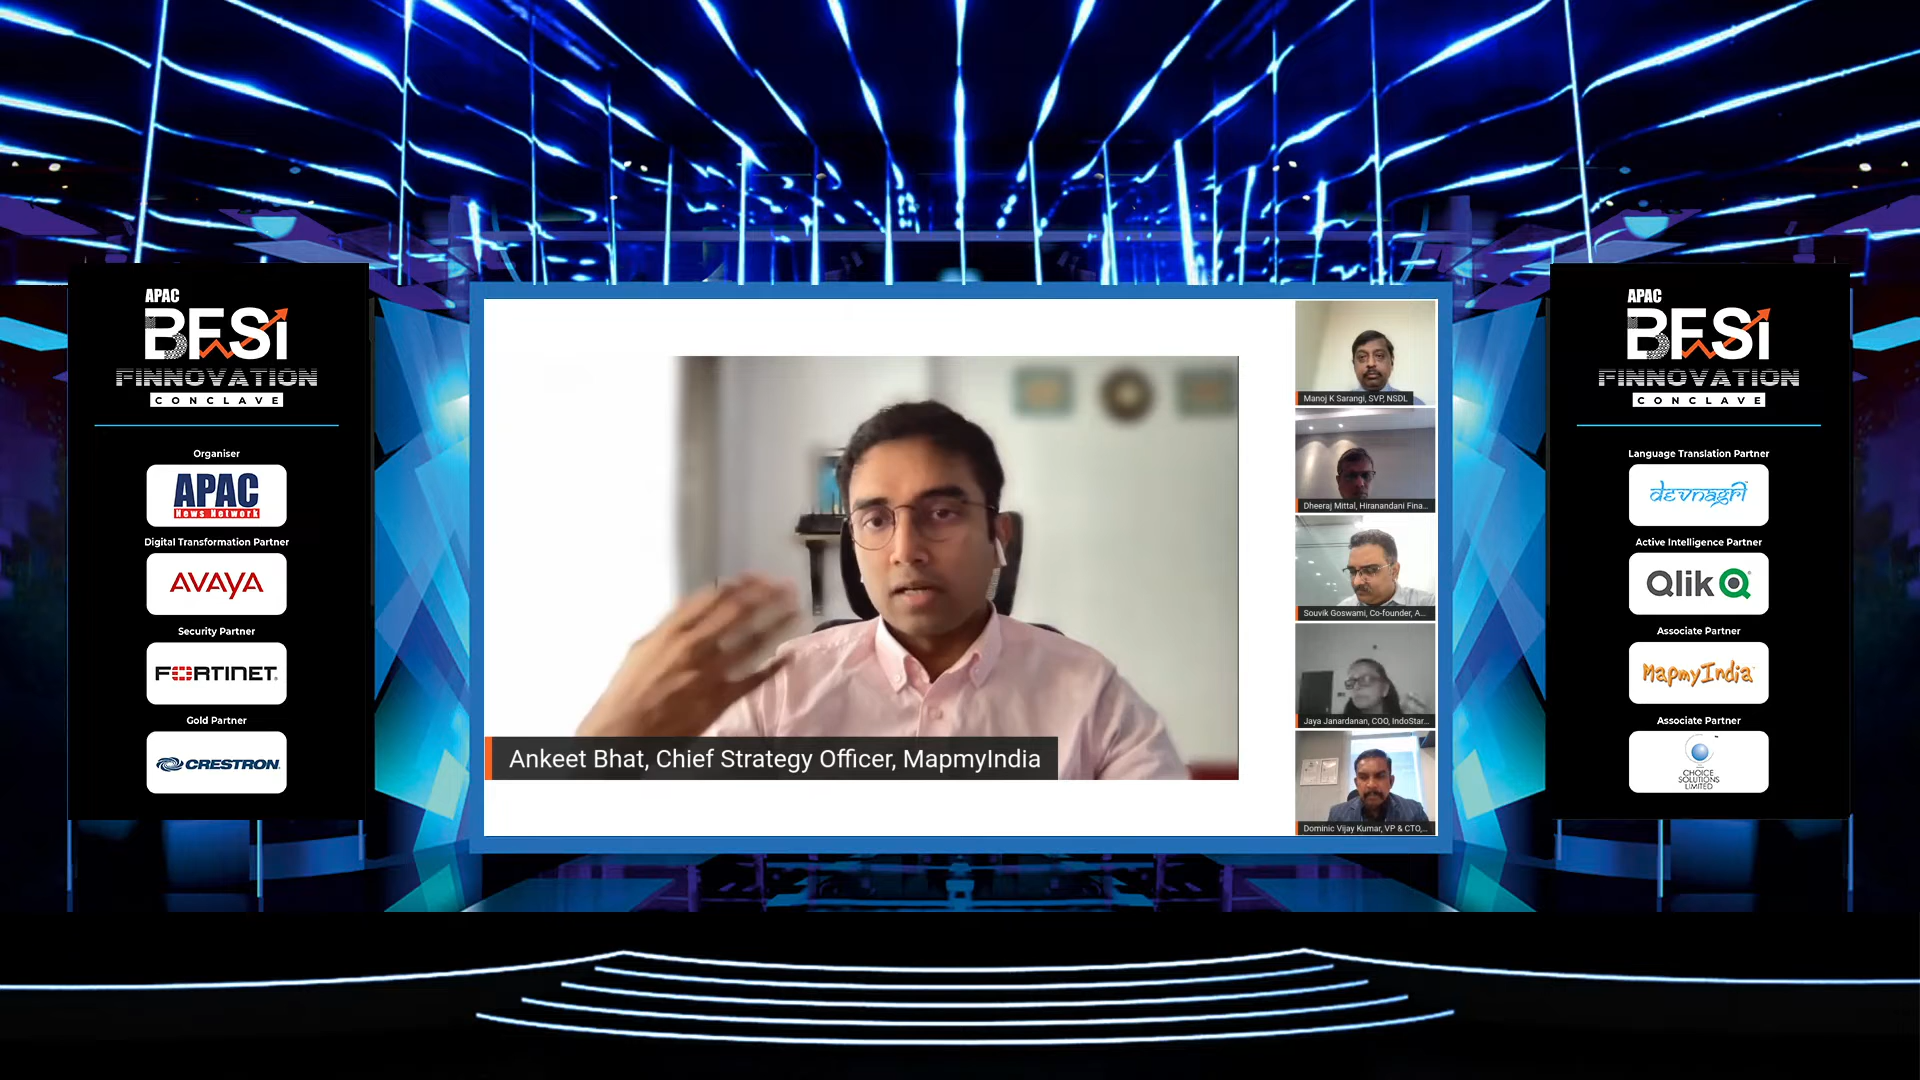 APAC
BFSI
FINNOVATION
CONCLAVE
Organiser
APAC
News Network
Digital Transformation Partner
AVAYA
Security Partner
FORTINET
Gold Partner
CRESTRON
Ankeet Bhat, Chief Strategy Officer, MapmyIndia
Manoj K Sarangi, SVP, NSDL
Dheeraj Mittal, Hiranandani Fina...
Souvik Goswami, Co-founder, A...
Jaya Janardanan, COO, IndoStar...
Dominic Vijay Kumar, VP & CTO,...
APAC
BFSI
FINNOVATION
CONCLAVE
Language Translation Partner
devnagri
Active Intelligence Partner
Qlik
Associate Partner
MapmyIndia
Associate Partner
CHOICE
SOLUTIONS
LIMITED